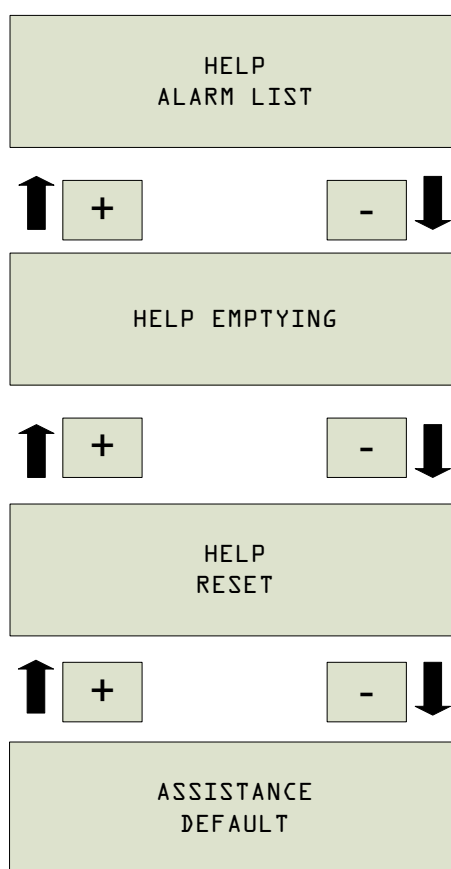 HELP
ALARM LIST
+ -
HELP EMPTYING
+ -
HELP
RESET
+ -
ASSISTANCE
DEFAULT